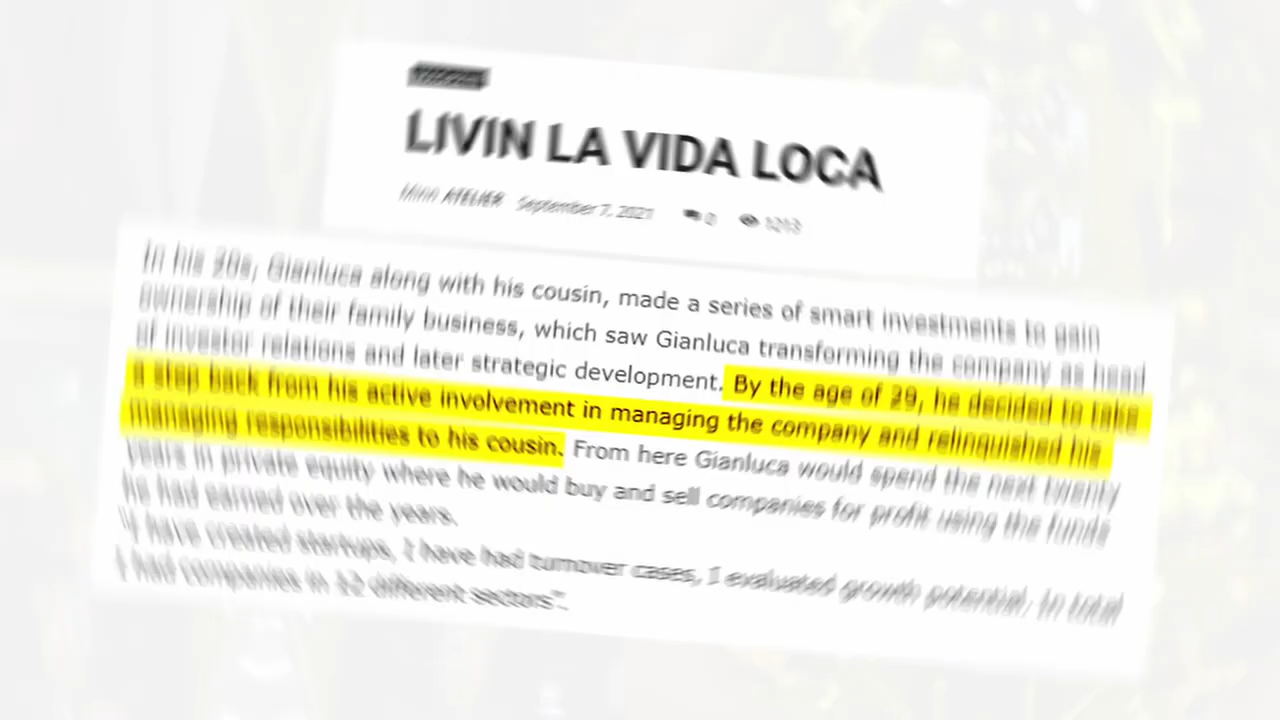 LIVIN LA VIDA LOCA
Mirin ATELIER September 7, 2021 0 1213
In his 20s, Gianluca along with his cousin, made a series of smart investments to gain
ownership of their family business, which saw Gianluca transforming the company as head
of investor relations and later strategic development. By the age of 29, he decided to take
a step back from his active involvement in managing the company and relinquished his
managing responsibilities to his cousin. From here Gianluca would spend the next twenty
years in private equity where he would buy and sell companies for profit using the funds
he had earned over the years.
"I have created startups, I have had turnover cases, I evaluated growth potential. In total
I had companies in 12 different sectors".